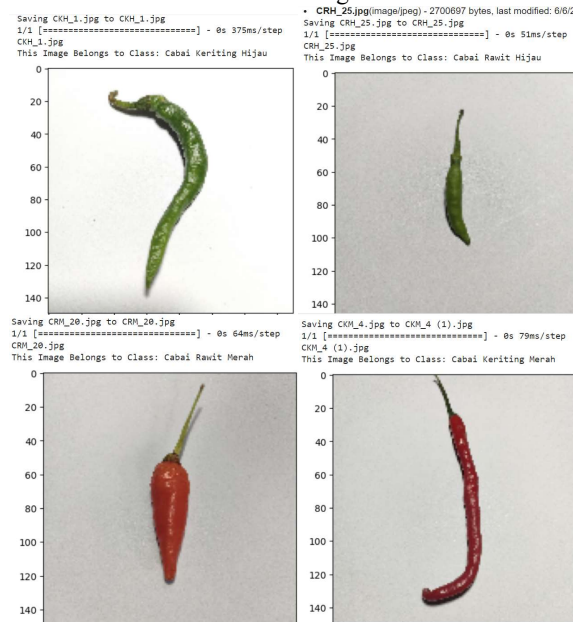 Saving CKH_1.jpg to CKH_1.jpg
1/1 [==============================] - 0s 375ms/step
CKH_1.jpg
This Image Belongs to Class: Cabai Keriting Hijau
0
20
40
60
80
100
120
140
• CRH_25.jpg(image/jpeg) - 2700697 bytes, last modified: 6/6/2
Saving CRH_25.jpg to CRH_25.jpg
1/1 [==============================] - 0s 51ms/step
CRH_25.jpg
This Image Belongs to Class: Cabai Rawit Hijau
0
20
40
60
80
100
120
140
Saving CRM_20.jpg to CRM_20.jpg
1/1 [==============================] - 0s 64ms/step
CRM_20.jpg
This Image Belongs to Class: Cabai Rawit Merah
0
20
40
60
80
100
120
140
Saving CKM_4.jpg to CKM_4 (1).jpg
1/1 [==============================] - 0s 79ms/step
CKM_4 (1).jpg
This Image Belongs to Class: Cabai Keriting Merah
0
20
40
60
80
100
120
140